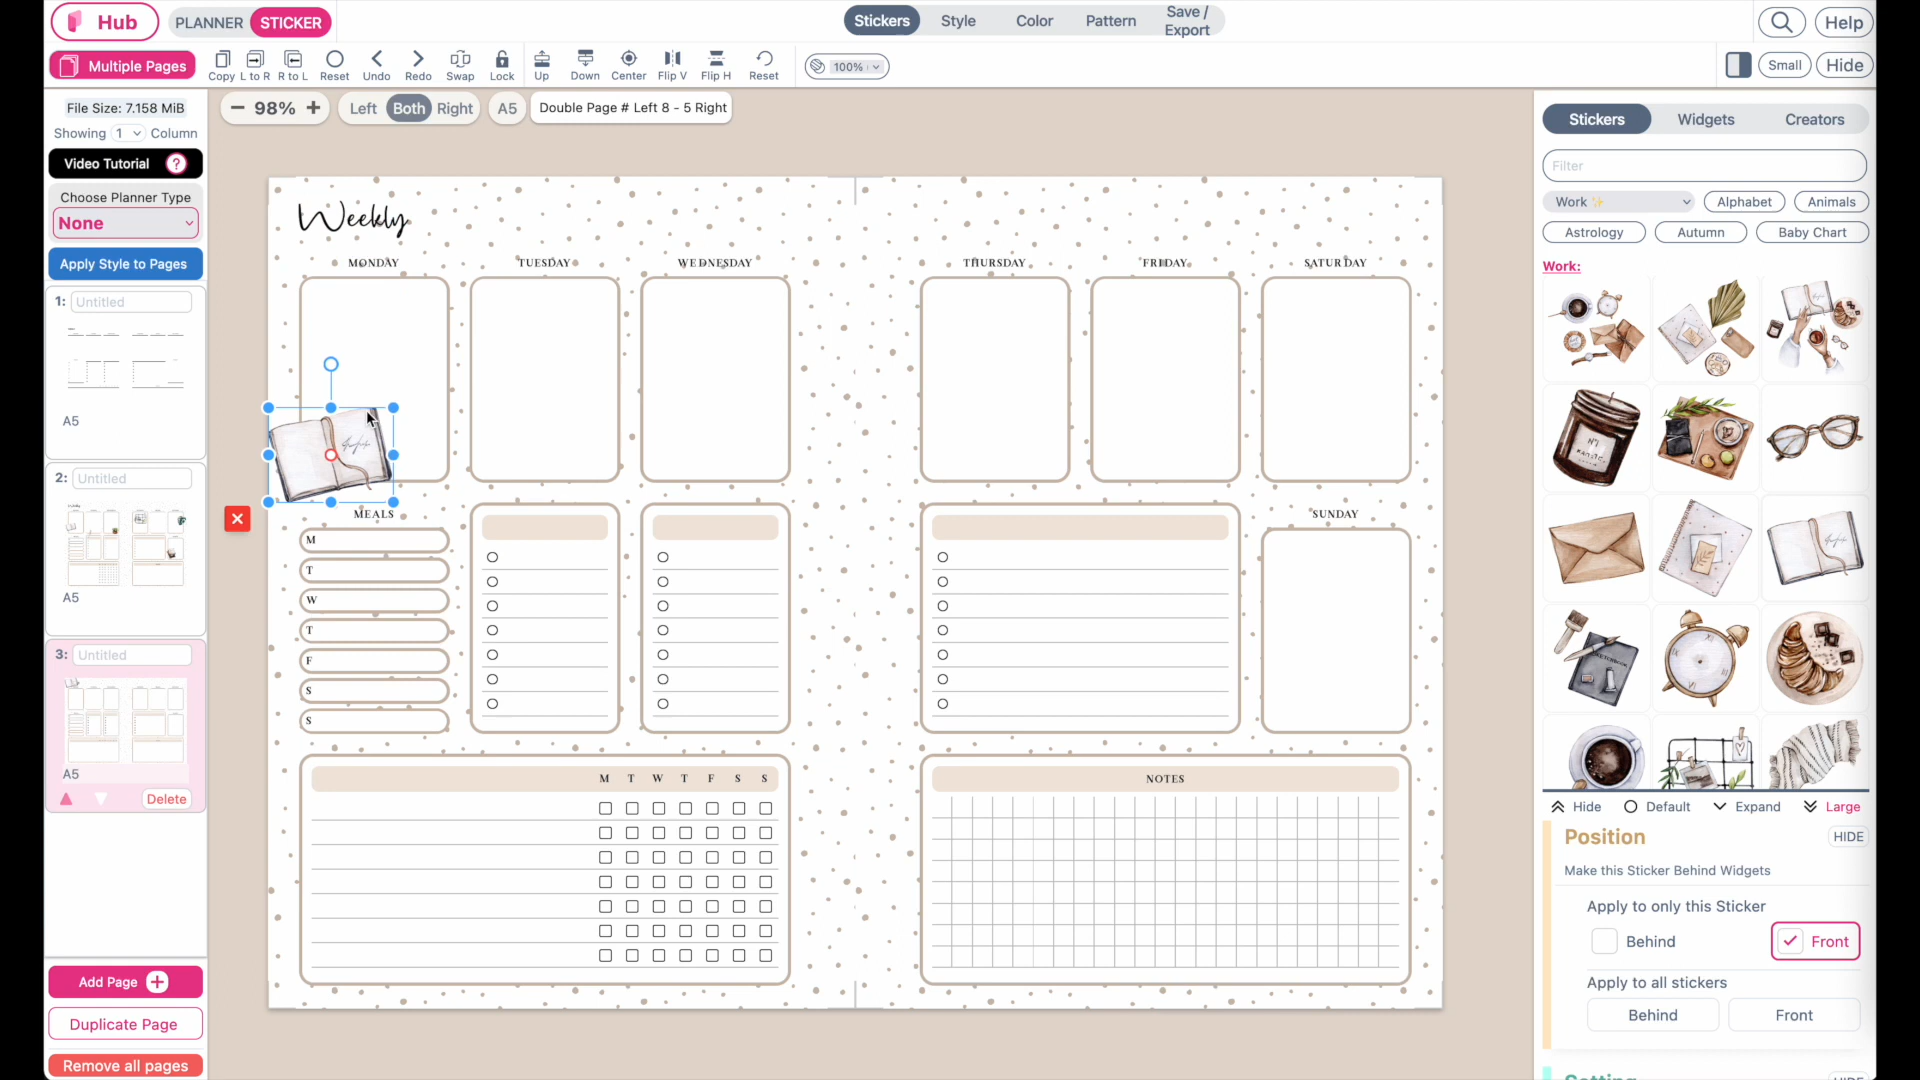 Hub
PLANNER STICKER
Stickers Style Color Pattern Save / Export
Help
Multiple Pages
Copy L to R R to L Reset Undo Redo Swap Lock Up Down Center Flip V Flip H Reset
100%
Small Hide
File Size: 7.158 MiB
Showing 1 Column
Video Tutorial ?
Choose Planner Type
None
Apply Style to Pages
1: Untitled
A5
2: Untitled
A5
3: Untitled
A5
Delete
Add Page
Duplicate Page
Remove all pages
98% Left Both Right A5 Double Page # Left 8 - 5 Right
Weekly
MONDAY TUESDAY WEDNESDAY THURSDAY FRIDAY SATURDAY
MEALS
M
T
W
T
F
S
S
SUNDAY
M T W T F S S
NOTES
Stickers Widgets Creators
Filter
Work ✨ Alphabet Animals
Astrology Autumn Baby Chart
Work:
Hide Default Expand Large
Position HIDE
Make this Sticker Behind Widgets
Apply to only this Sticker
Behind Front
Apply to all stickers
Behind Front